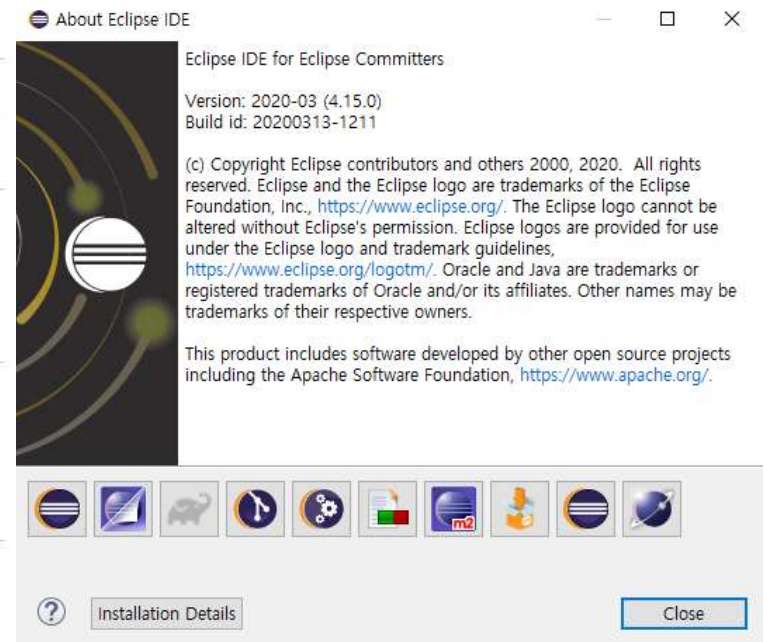 About Eclipse IDE
Eclipse IDE for Eclipse Committers
Version: 2020-03 (4.15.0)
Build id: 20200313-1211
(c) Copyright Eclipse contributors and others 2000, 2020.  All rights
reserved. Eclipse and the Eclipse logo are trademarks of the Eclipse
Foundation, Inc., https://www.eclipse.org/. The Eclipse logo cannot be
altered without Eclipse's permission. Eclipse logos are provided for use
under the Eclipse logo and trademark guidelines,
https://www.eclipse.org/logotm/. Oracle and Java are trademarks or
registered trademarks of Oracle and/or its affiliates. Other names may be
trademarks of their respective owners.
This product includes software developed by other open source projects
including the Apache Software Foundation, https://www.apache.org/.
m2
?
Installation Details
Close